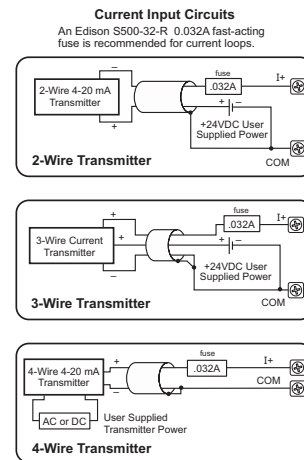 Current Input Circuits
An Edison S500-32-R 0.032A fast-acting
fuse is recommended for current loops.
–
fuse
I+
2-Wire 4-20 mA
Transmitter
.032A
+ –
+
+24VDC User
Supplied Power
COM
2-Wire Transmitter
fuse
+
I+
.032A
3-Wire Current
Transmitter
+
+ –
–
+24VDC User
Supplied Power
COM
3-Wire Transmitter
fuse
4-Wire 4-20 mA
Transmitter
+
.032A
I+
–
COM
AC or DC
User Supplied
Transmitter Power
4-Wire Transmitter